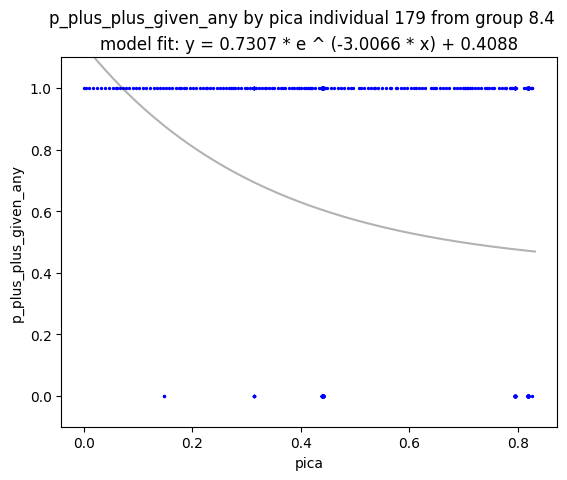 p_plus_plus_given_any by pica individual 179 from group 8.4
model fit: y = 0.7307 * e ^ (-3.0066 * x) + 0.4088
p_plus_plus_given_any
1.0
0.8
0.6
0.4
0.2
0.0
0.0 0.2 0.4 0.6 0.8
pica